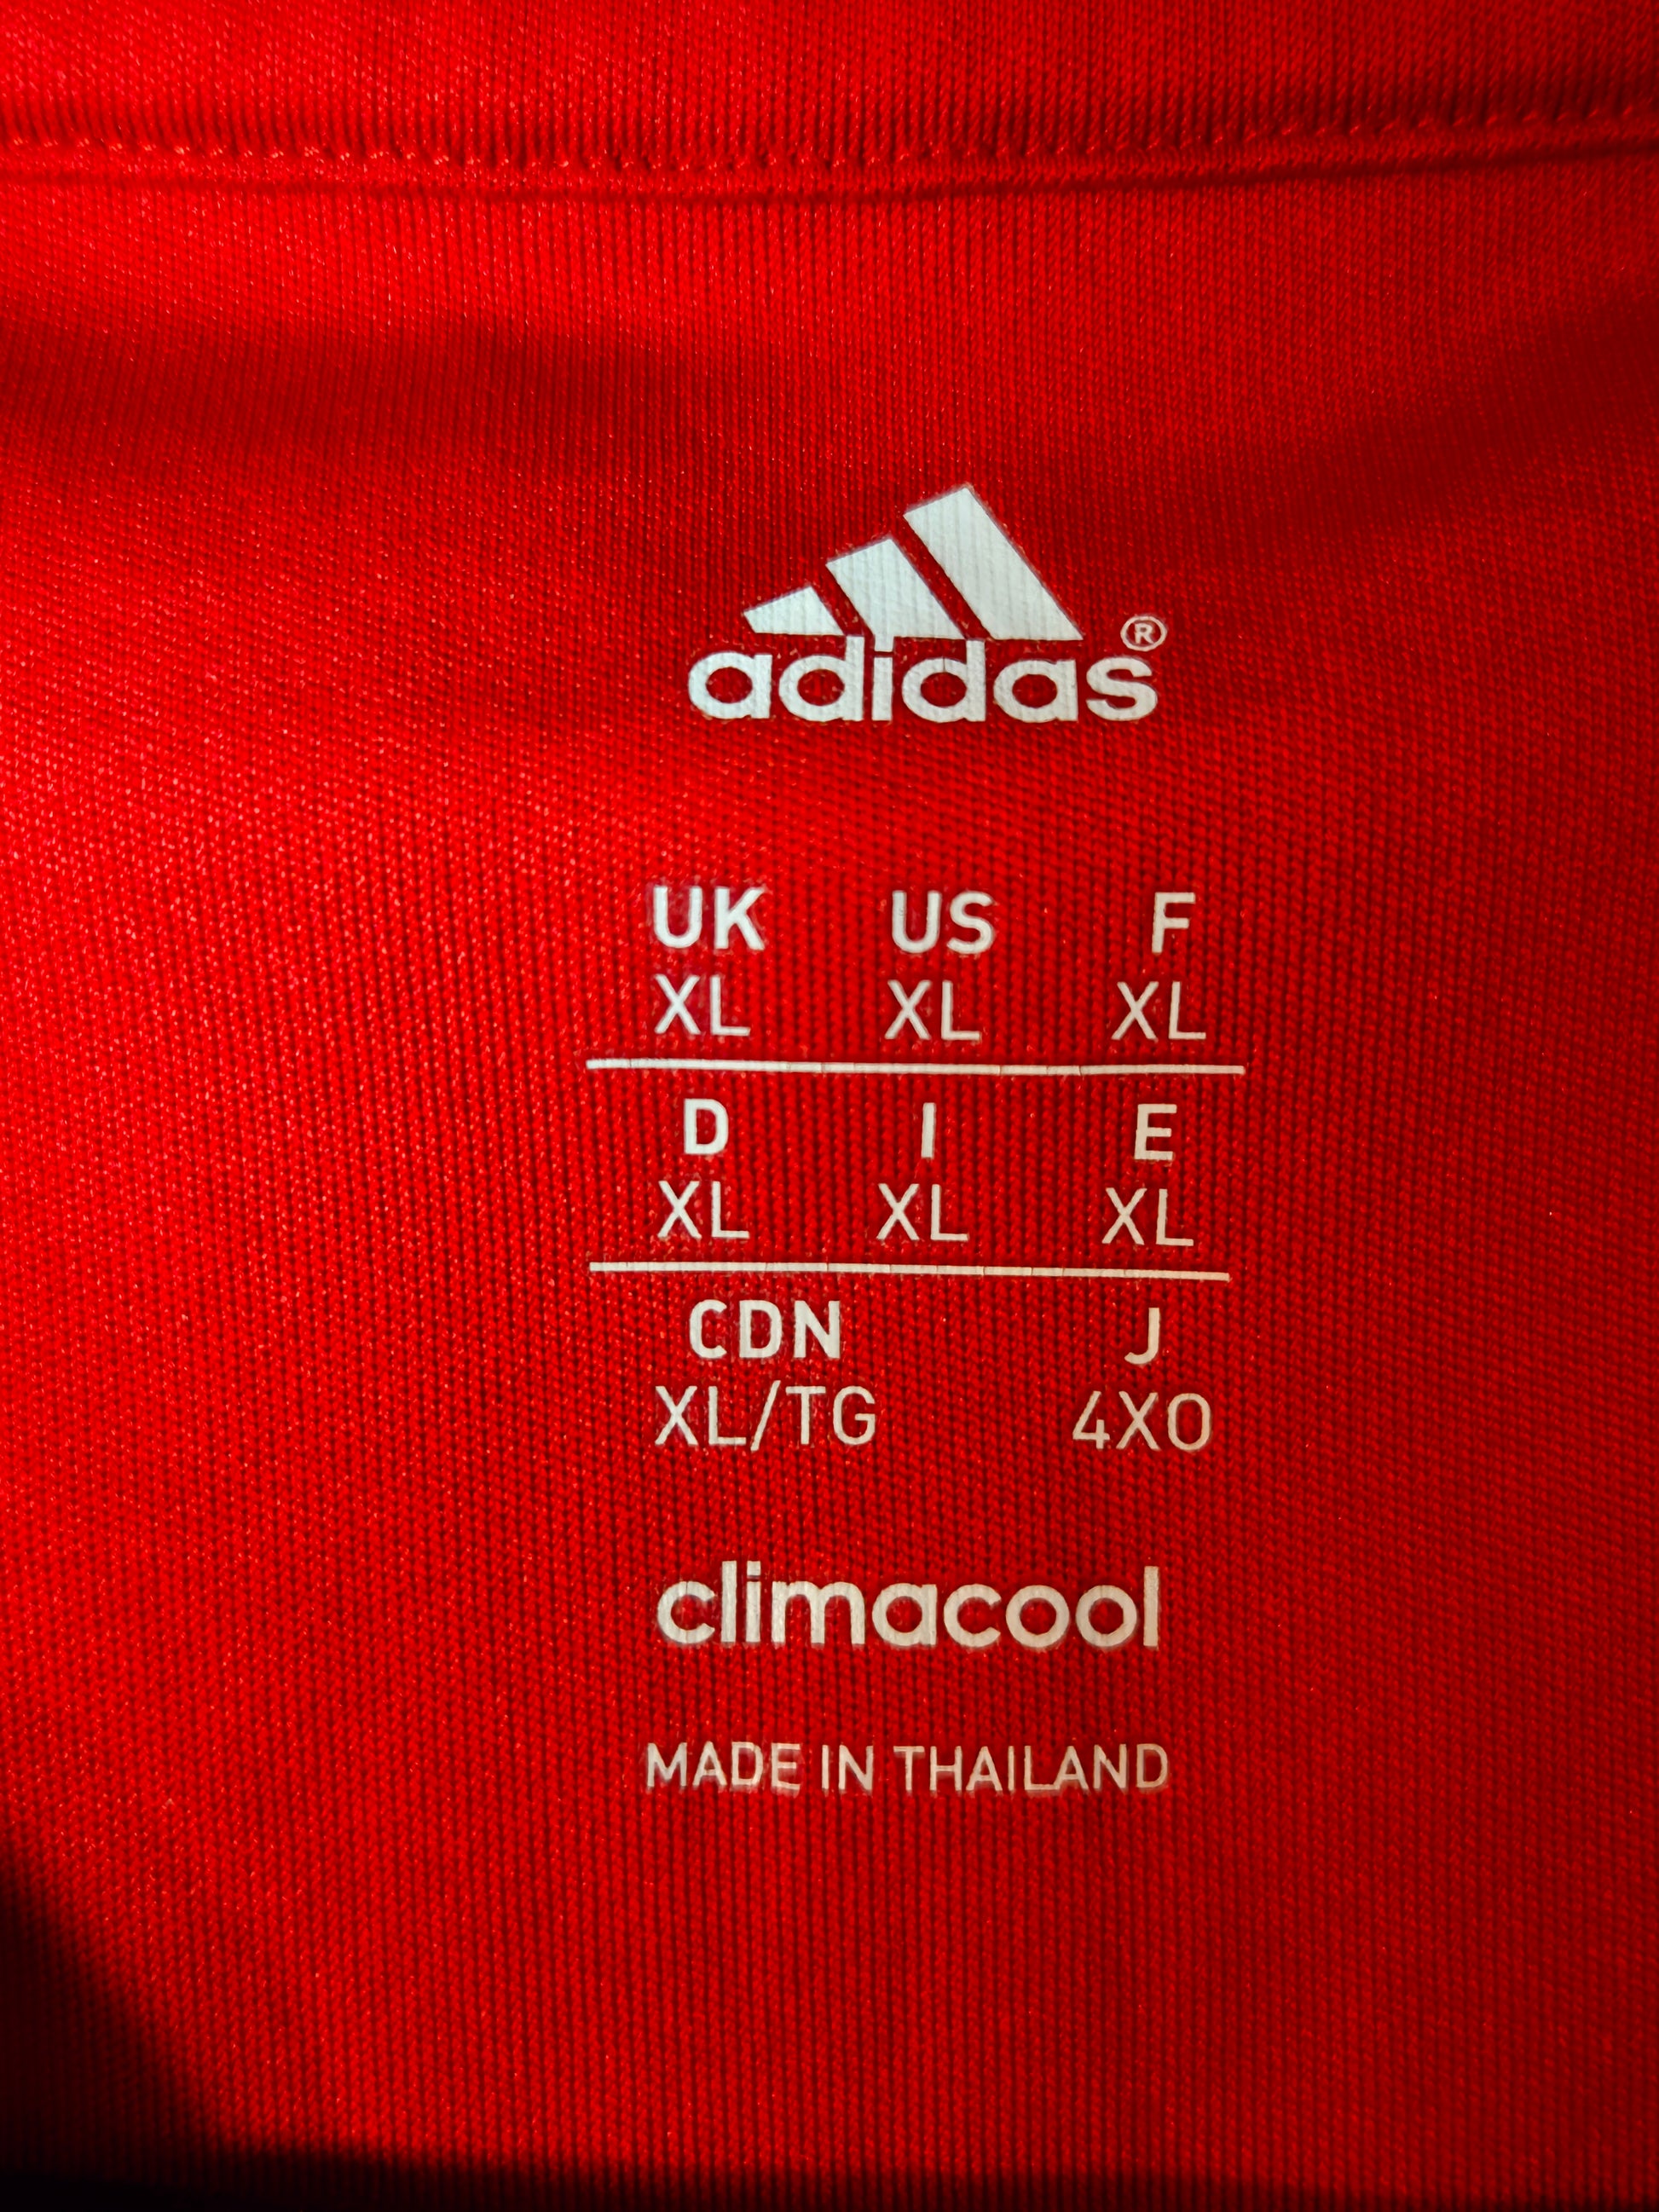 adidas®
UK US F
XL XL XL
D I E
XL XL XL
CDN J
XL/TG 4XO
climacool
MADE IN THAILAND